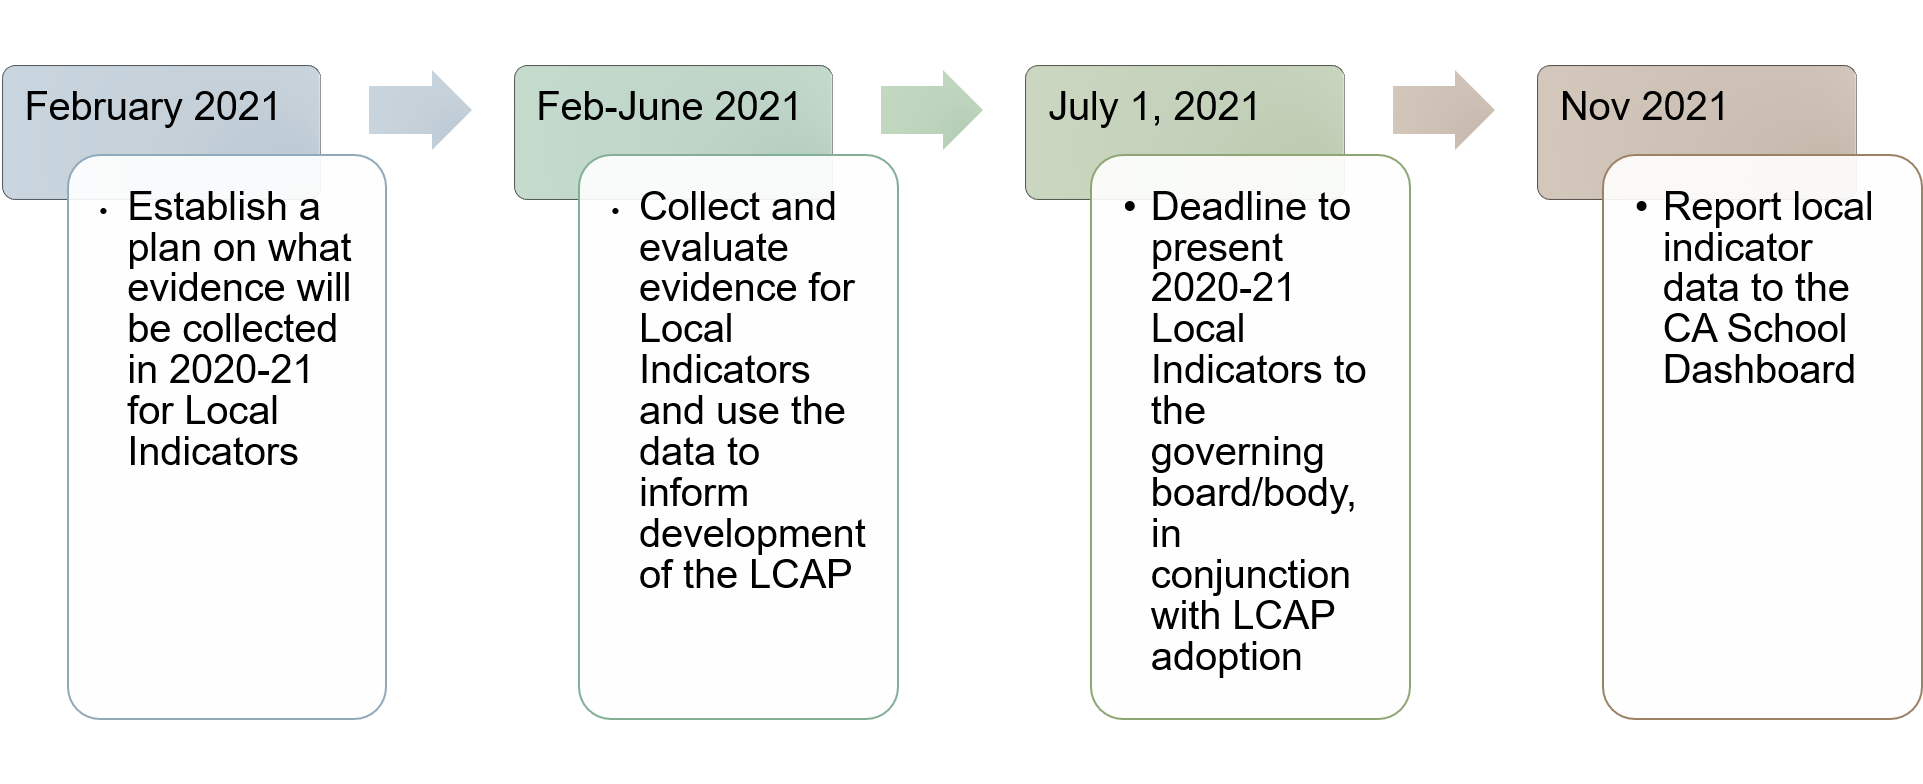 February 2021
• Establish a
plan on what
evidence will
be collected
in 2020-21
for Local
Indicators
Feb-June 2021
• Collect and
evaluate
evidence for
Local
Indicators
and use the
data to
inform
development
of the LCAP
July 1, 2021
• Deadline to
present
2020-21
Local
Indicators to
the
governing
board/body,
in
conjunction
with LCAP
adoption
Nov 2021
• Report local
indicator
data to the
CA School
Dashboard